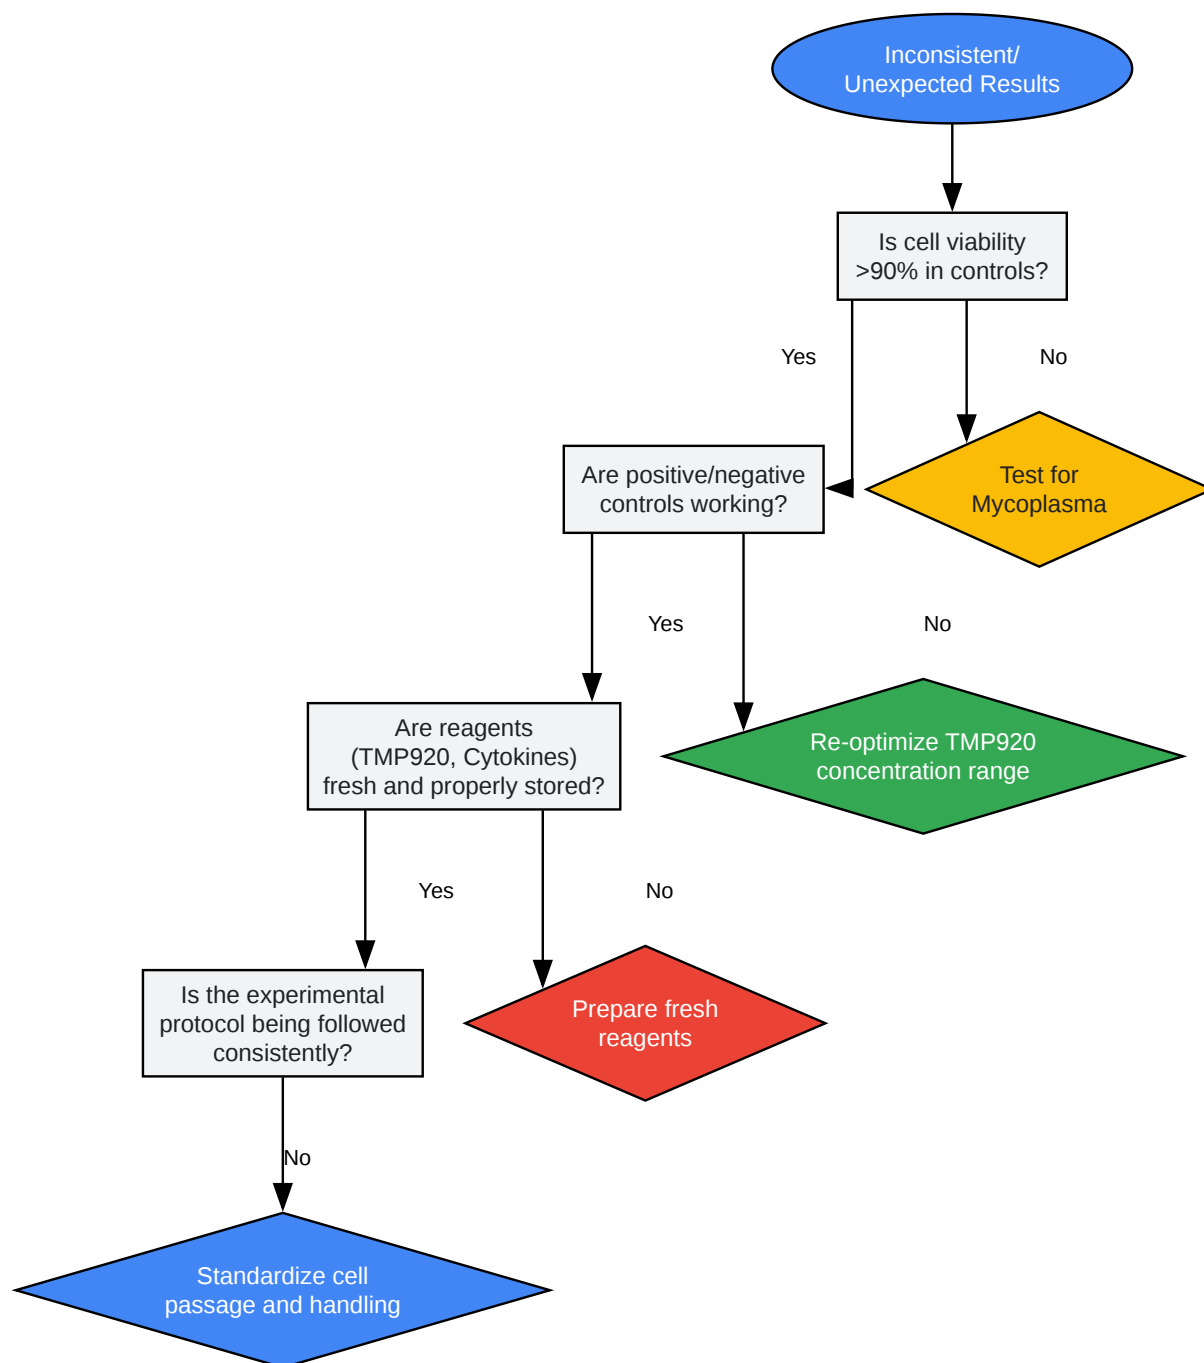 Inconsistent/
Unexpected Results
Is cell viability
>90% in controls?
Yes
No
Are positive/negative
controls working?
Test for
Mycoplasma
Yes
No
Are reagents
(TMP920, Cytokines)
fresh and properly stored?
Re-optimize TMP920
concentration range
Yes
No
Is the experimental
protocol being followed
consistently?
Prepare fresh
reagents
No
Standardize cell
passage and handling